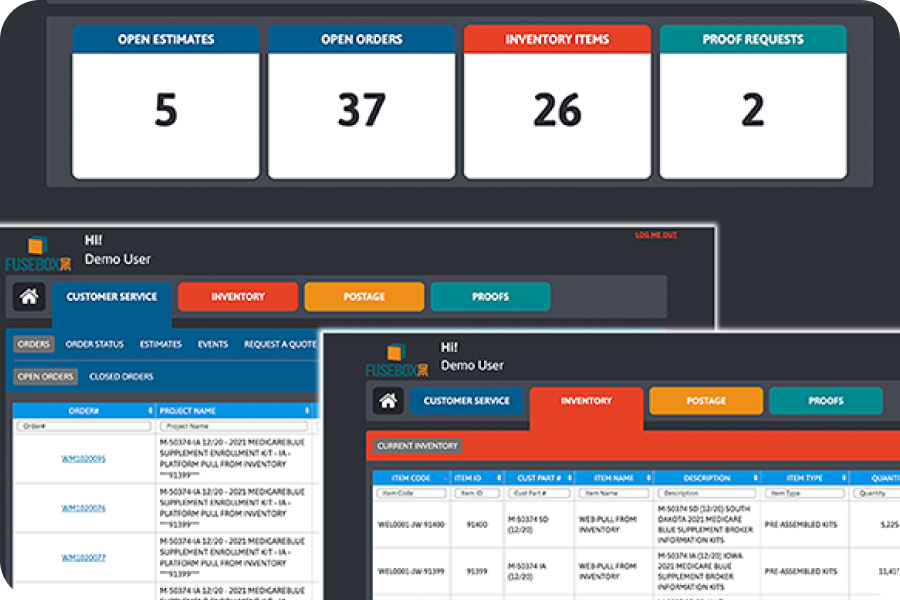 OPEN ESTIMATES
OPEN ORDERS
INVENTORY ITEMS
PROOF REQUESTS
5
37
26
2
HI!
Demo User
LOG ME OUT
FUSEBOX
CUSTOMER SERVICE
INVENTORY
POSTAGE
PROOFS
ORDERS
ORDER STATUS
ESTIMATES
EVENTS
REQUEST A QUOTE
OPEN ORDERS
CLOSED ORDERS
ORDER#
PROJECT NAME
Order#
Project Name
WM1020095
M-50374-IA 12/20 - 2021 MEDICAREBLUE
SUPPLEMENT ENROLLMENT KIT - IA -
PLATFORM PULL FROM INVENTORY
***91399***
WM1020076
M-50374-IA 12/20 - 2021 MEDICAREBLUE
SUPPLEMENT ENROLLMENT KIT - IA -
PLATFORM PULL FROM INVENTORY
***91399***
WM1020077
M-50374-IA 12/20 - 2021 MEDICAREBLUE
SUPPLEMENT ENROLLMENT KIT - IA -
PLATFORM PULL FROM INVENTORY
***91399***
M-50374-IA 12/20 - 2021 MEDICAREBLUE
HI!
Demo User
FUSEBOX
CUSTOMER SERVICE
INVENTORY
POSTAGE
PROOFS
CURRENT INVENTORY
ITEM CODE
ITEM ID
CUST PART #
ITEM NAME
DESCRIPTION
ITEM TYPE
QUANTI
Item Code
Item ID
Cust Part #
Item Name
Description
Item Type
Quantity
WEL0001-JW-91400
91400
M-50374 SD
(12/20)
WEB-PULL FROM
INVENTORY
M-50374 SD (12/20) SOUTH
DAKOTA 2021 MEDICARE
BLUE SUPPLEMENT BROKER
INFORMATION KITS
PRE-ASSEMBLED KITS
5,225
WEL0001-JW-91399
91399
M-50374 IA
(12/20)
WEB-PULL FROM
INVENTORY
M-50374 IA (12/20) IOWA
2021 MEDICARE BLUE
SUPPLEMENT BROKER
INFORMATION KITS
PRE-ASSEMBLED KITS
11,41